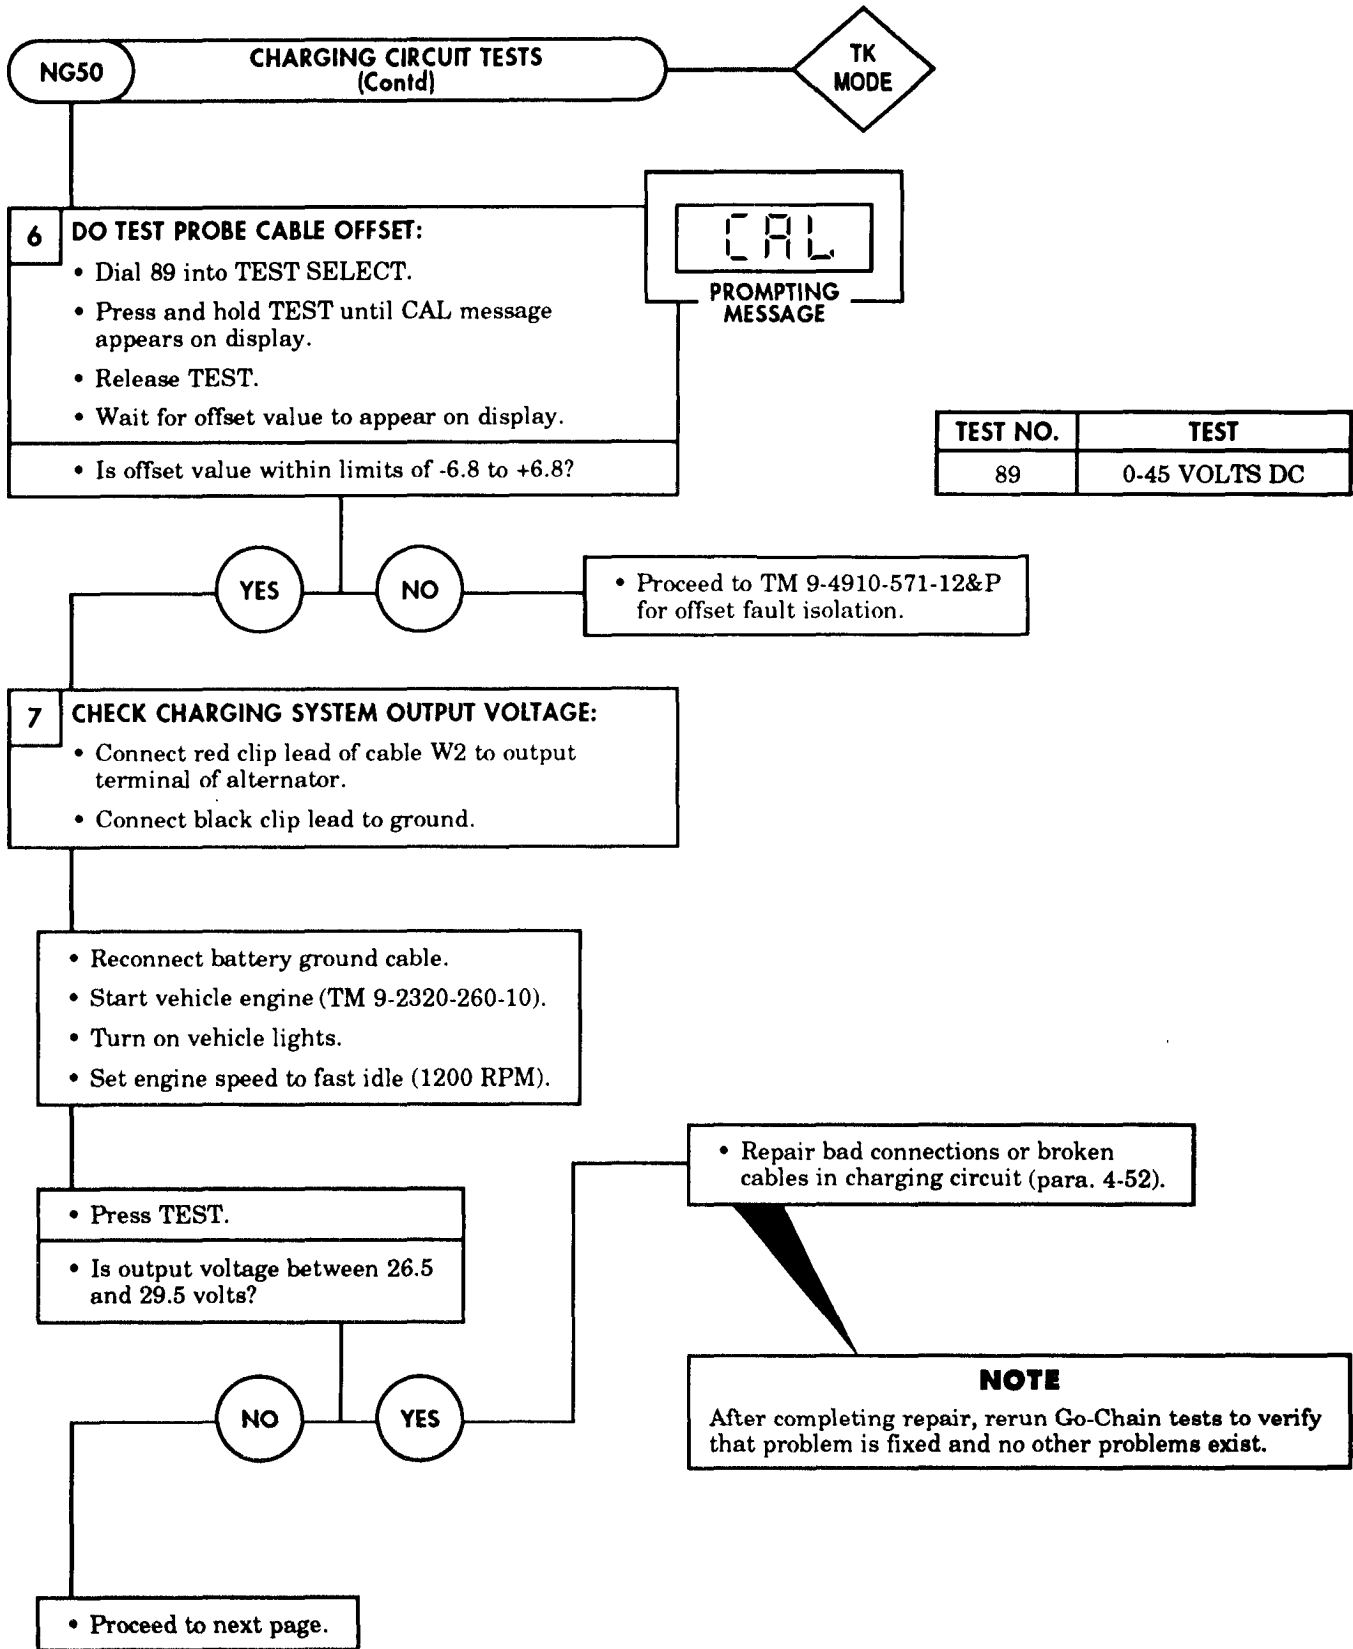 NG50
CHARGING CIRCUIT TESTS
(Contd)
TK
MODE
6
DO TEST PROBE CABLE OFFSET:
• Dial 89 into TEST SELECT.
• Press and hold TEST until CAL message
appears on display.
• Release TEST.
• Wait for offset value to appear on display.
• Is offset value within limits of -6.8 to +6.8?
CAL
PROMPTING
MESSAGE
TEST NO. TEST
89 0-45 VOLTS DC
YES
NO
• Proceed to TM 9-4910-571-12&P
for offset fault isolation.
7
CHECK CHARGING SYSTEM OUTPUT VOLTAGE:
• Connect red clip lead of cable W2 to output
terminal of alternator.
• Connect black clip lead to ground.
• Reconnect battery ground cable.
• Start vehicle engine (TM 9-2320-260-10).
• Turn on vehicle lights.
• Set engine speed to fast idle (1200 RPM).
• Press TEST.
• Is output voltage between 26.5
and 29.5 volts?
• Repair bad connections or broken
cables in charging circuit (para. 4-52).
NO
YES
NOTE
After completing repair, rerun Go-Chain tests to verify
that problem is fixed and no other problems exist.
• Proceed to next page.